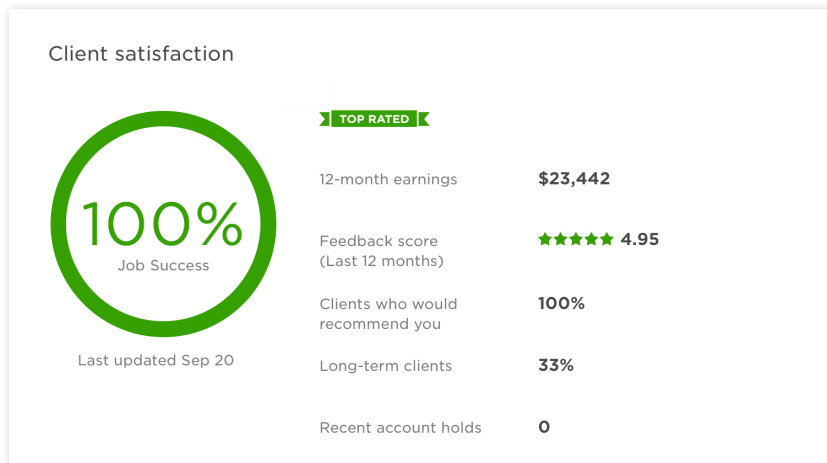 Client satisfaction
100%
Job Success
Last updated Sep 20
TOP RATED
12-month earnings $23,442
Feedback score 4.95
(Last 12 months)
Clients who would 100%
recommend you
Long-term clients 33%
Recent account holds 0